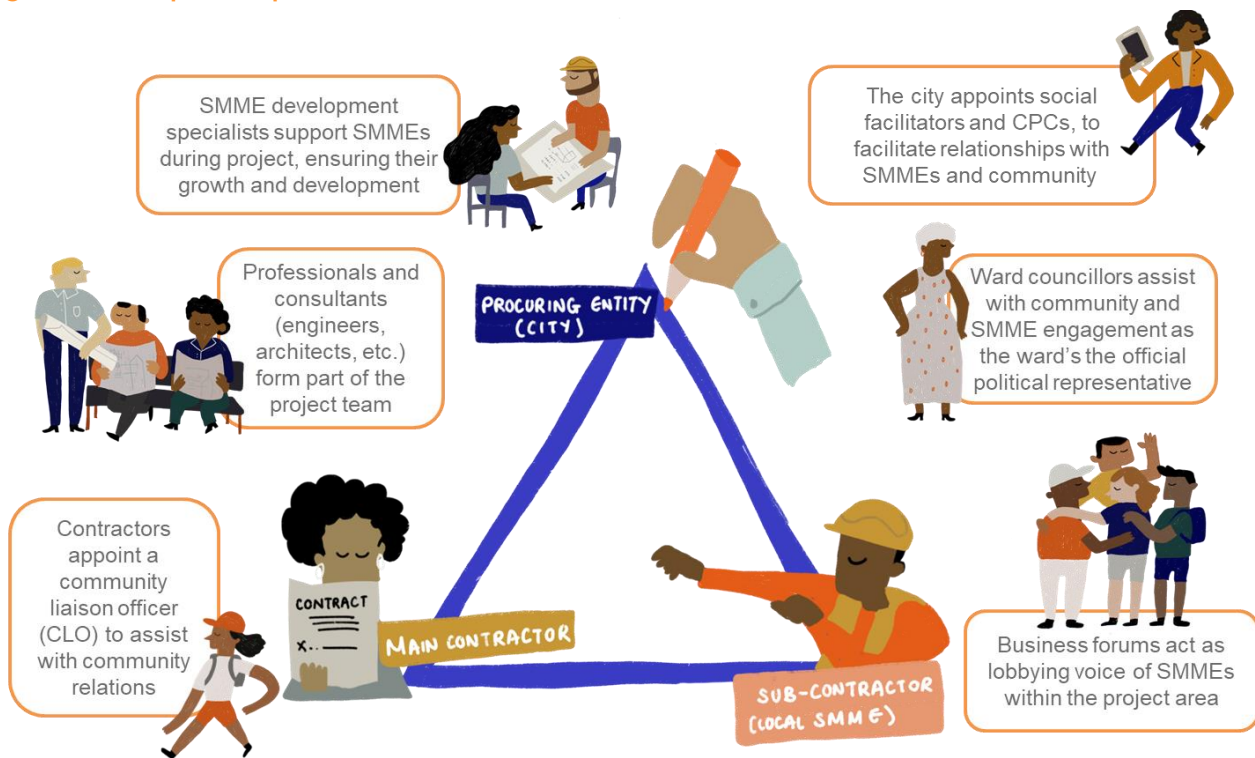 SMME development
specialists support SMMEs
during project, ensuring their
growth and development
The city appoints social
facilitators and CPCs, to
facilitate relationships with
SMMEs and community
Professionals and
consultants
(engineers,
architects, etc.)
form part of the
project team
PROCURING ENTITY
(CITY)
Ward councillors assist
with community and
SMME engagement as
the ward's the official
political representative
Contractors
appoint a
community
liaison officer
(CLO) to assist
with community
relations
CONTRACT
X..
MAIN CONTRACTOR
SUB-CONTRACTOR
(LOCAL SMME)
Business forums act as
lobbying voice of SMMEs
within the project area